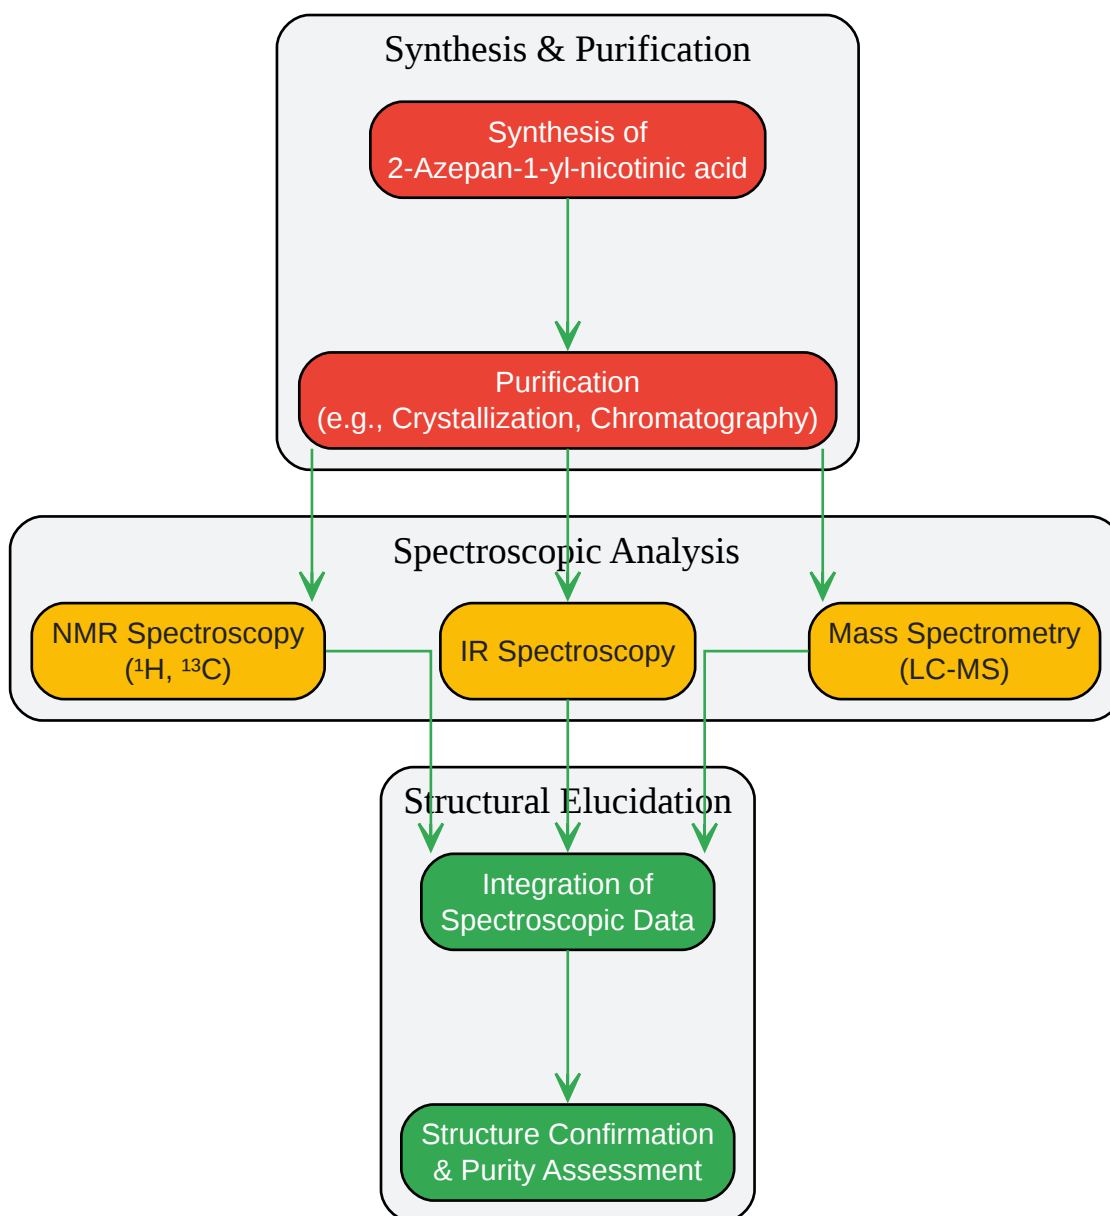 Synthesis & Purification
Synthesis of
2-Azepan-1-yl-nicotinic acid
Purification
(e.g., Crystallization, Chromatography)
Spectroscopic Analysis
NMR Spectroscopy
(¹H, ¹³C)
IR Spectroscopy
Mass Spectrometry
(LC-MS)
Structural Elucidation
Integration of
Spectroscopic Data
Structure Confirmation
& Purity Assessment